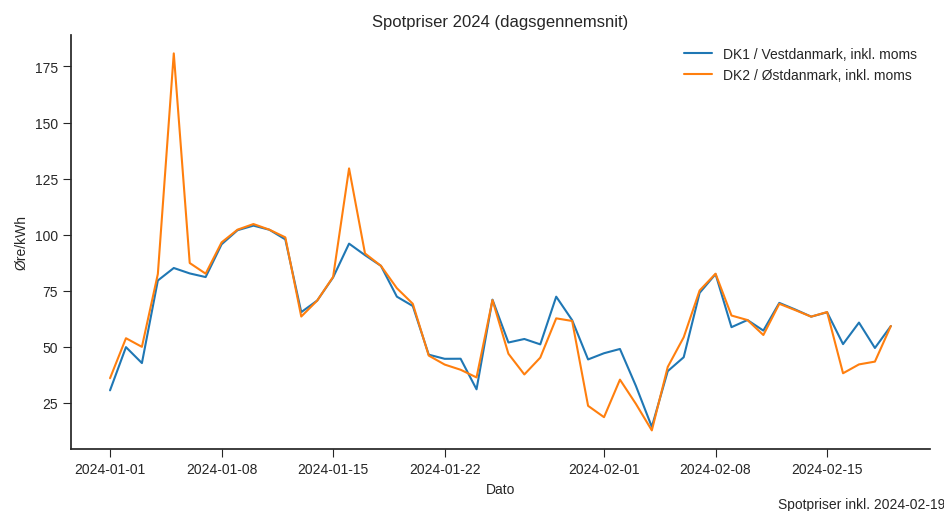 Spotpriser 2024 (dagsgennemsnit)
DK1 / Vestdanmark, inkl. moms
DK2 / Østdanmark, inkl. moms
175
150
125
100
75
50
25
Øre/kWh
2024-01-01
2024-01-08
2024-01-15
2024-01-22
2024-02-01
2024-02-08
2024-02-15
Dato
Spotpriser inkl. 2024-02-19